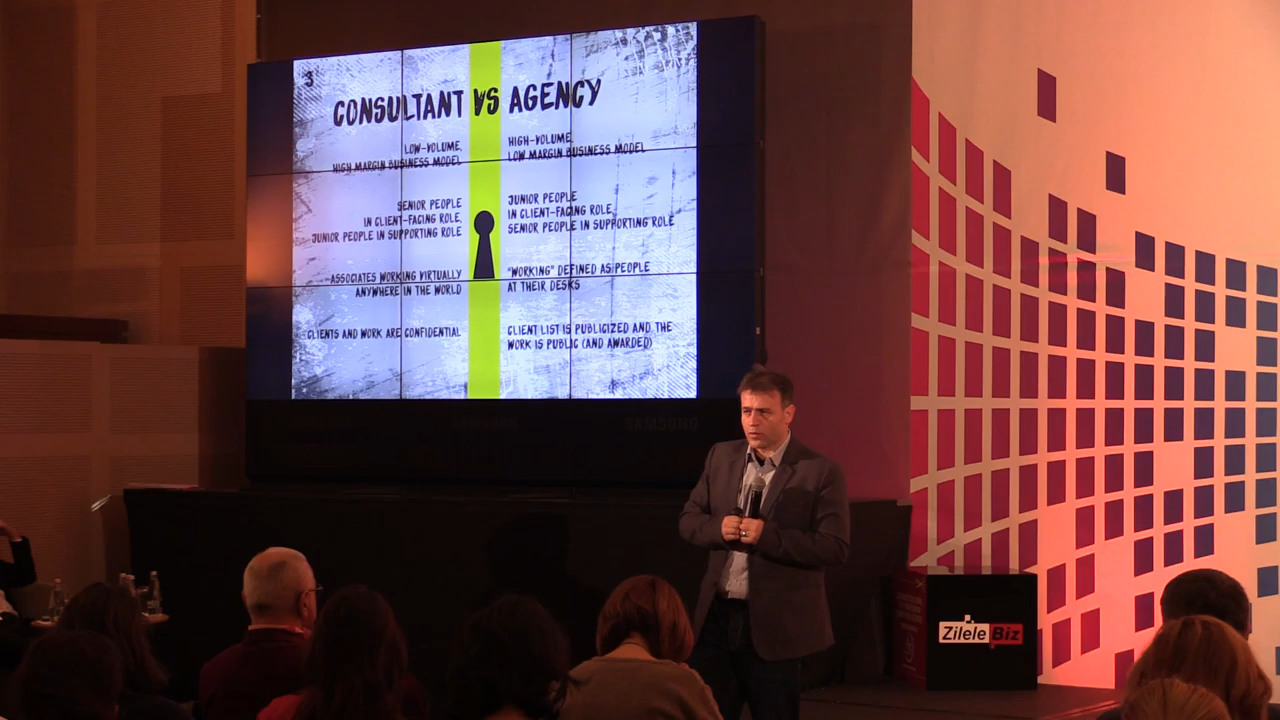 3
CONSULTANT VS AGENCY
LOW-VOLUME,
HIGH MARGIN BUSINESS MODEL
HIGH-VOLUME,
LOW MARGIN BUSINESS MODEL
SENIOR PEOPLE
IN CLIENT-FACING ROLE,
JUNIOR PEOPLE IN SUPPORTING ROLE
JUNIOR PEOPLE
IN CLIENT-FACING ROLE,
SENIOR PEOPLE IN SUPPORTING ROLE
ASSOCIATES WORKING VIRTUALLY
ANYWHERE IN THE WORLD
"WORKING" DEFINED AS PEOPLE
AT THEIR DESKS
CLIENTS AND WORK ARE CONFIDENTIAL
CLIENT LIST IS PUBLICIZED AND THE
WORK IS PUBLIC (AND AWARDED)
SAMSUNG SAMSUNG
Zilele Biz